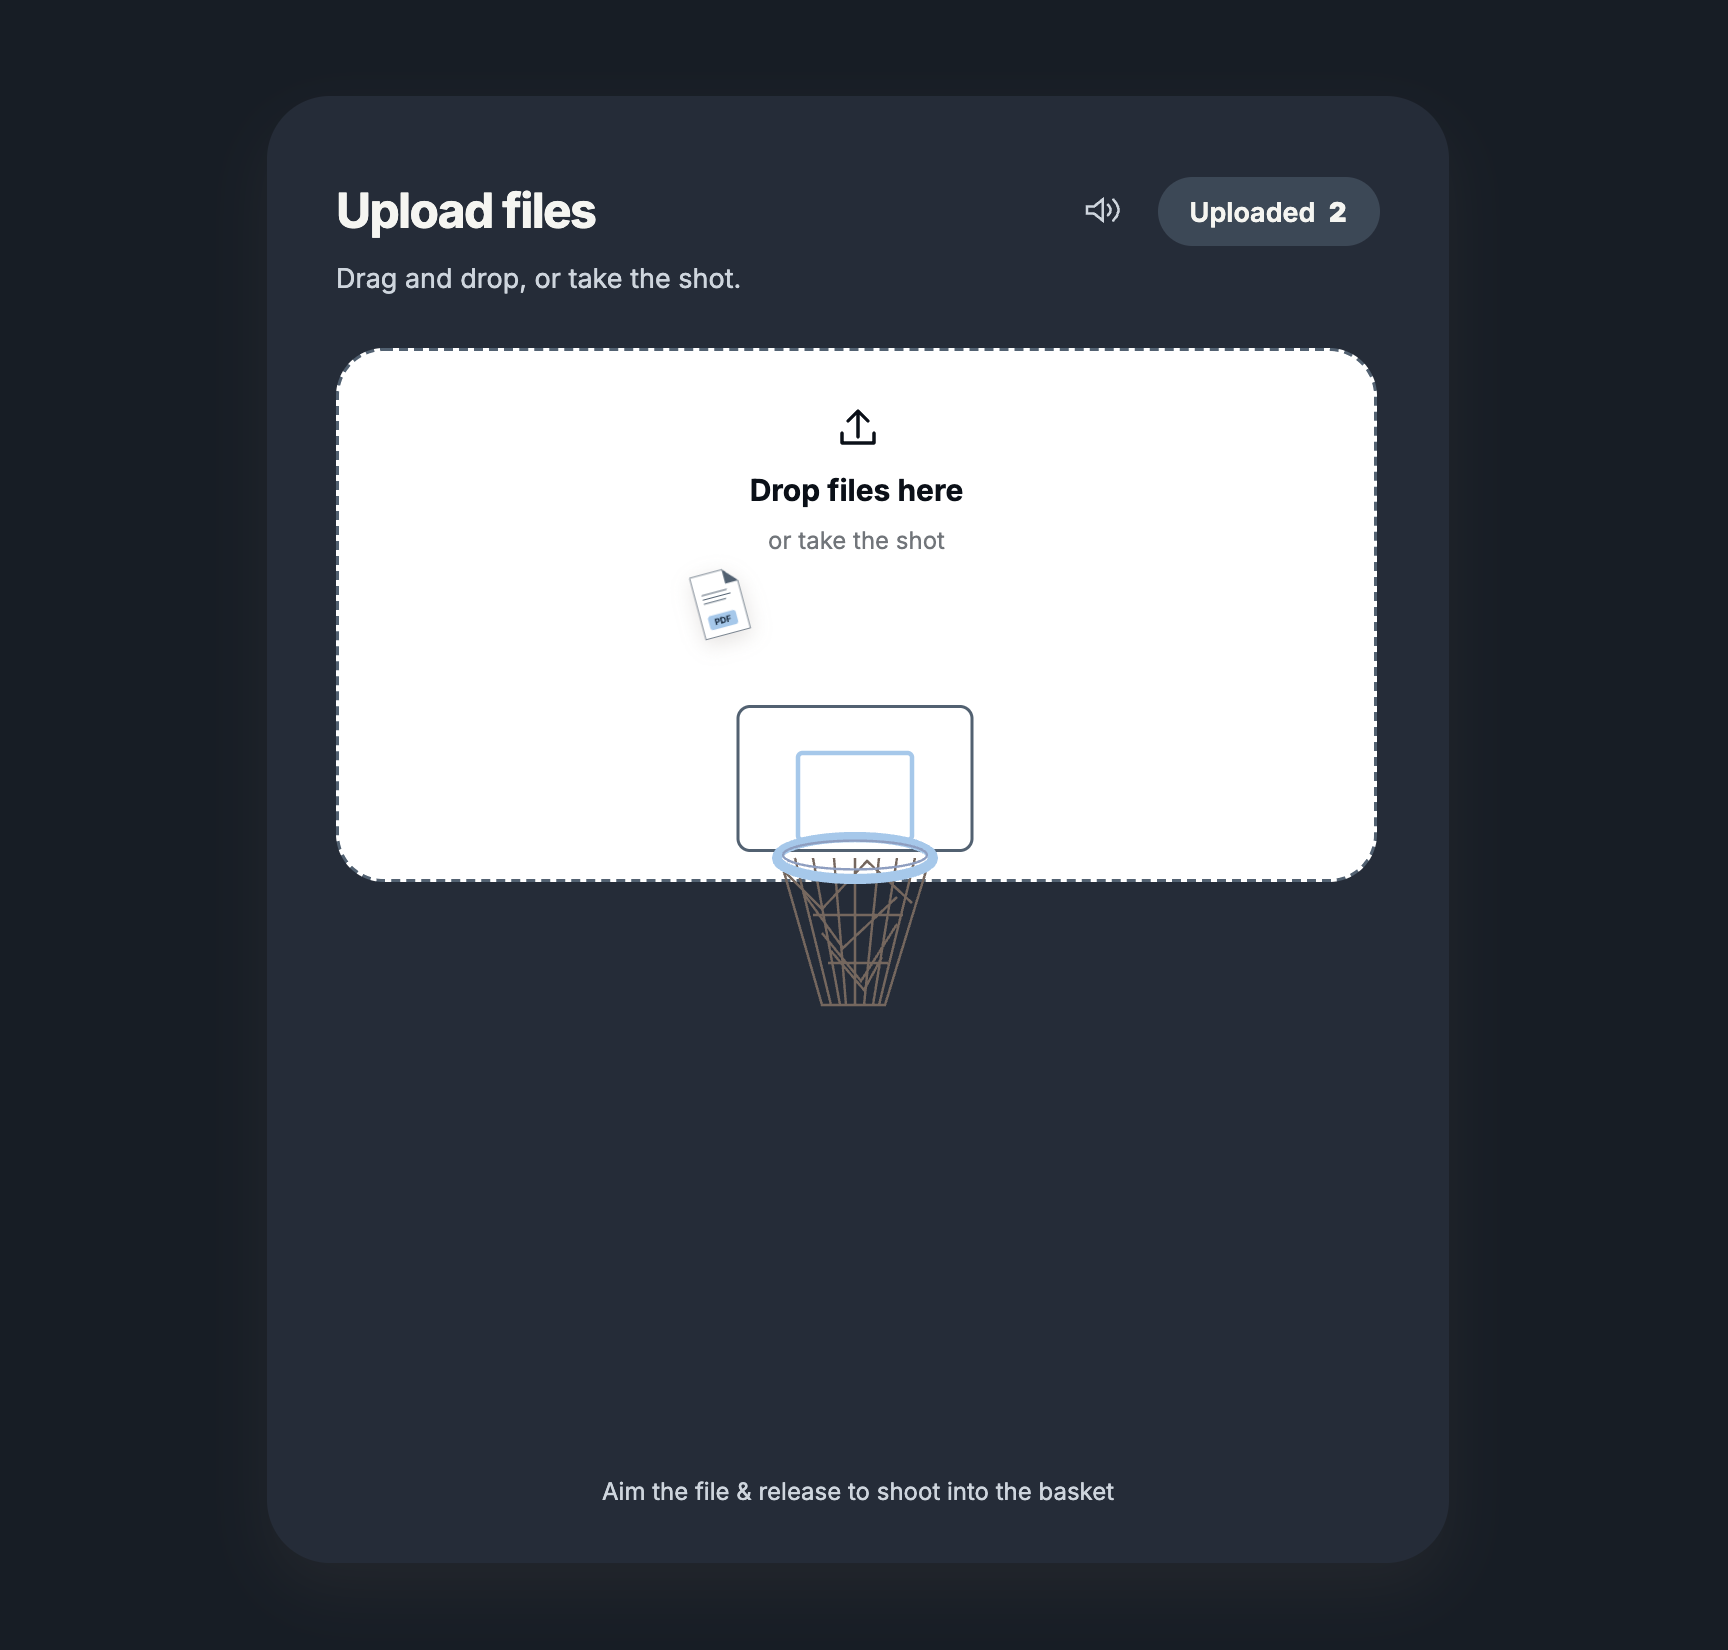 Upload files
Uploaded 2
Drag and drop, or take the shot.
Drop files here
or take the shot
PDF
Aim the file & release to shoot into the basket